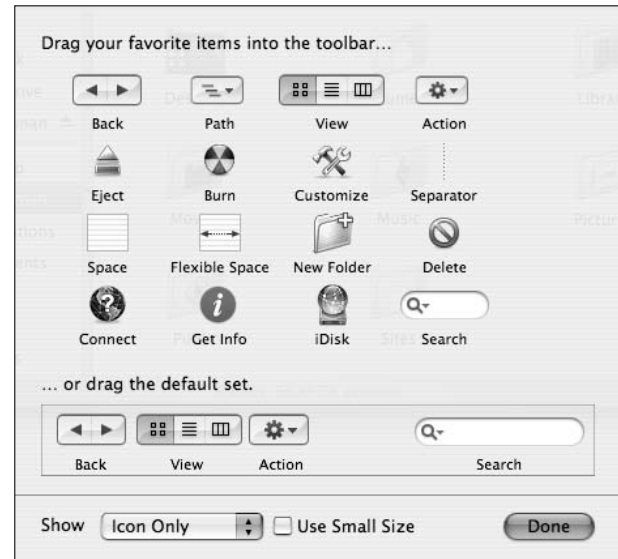 Drag your favorite items into the toolbar...
Back Path View Action
Eject Burn Customize Separator
Space Flexible Space New Folder Delete
Connect Get Info iDisk Search
... or drag the default set.
Back View Action Search
Show Icon Only Use Small Size Done